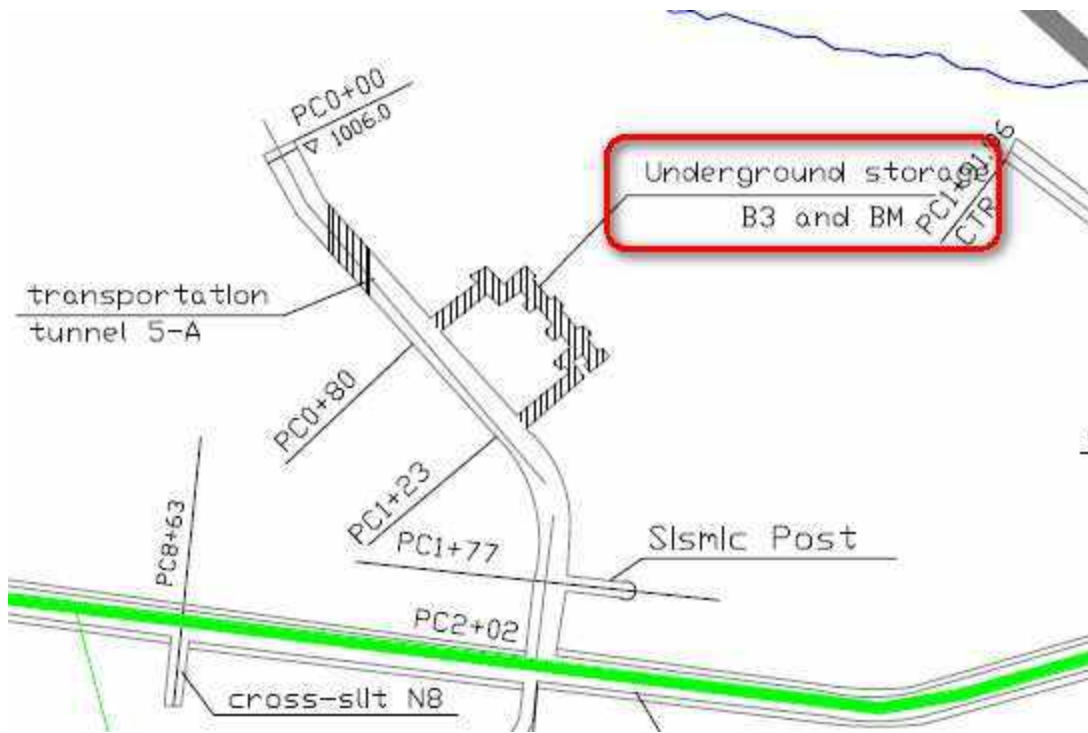 PC0+00
1006.0
Underground storage
B3 and BM
PC1+91.06
CTR
transportation
tunnel 5-A
PC0+80
PC1+23
PC8+63
PC1+77
Sismic Post
PC2+02
cross-slit N8